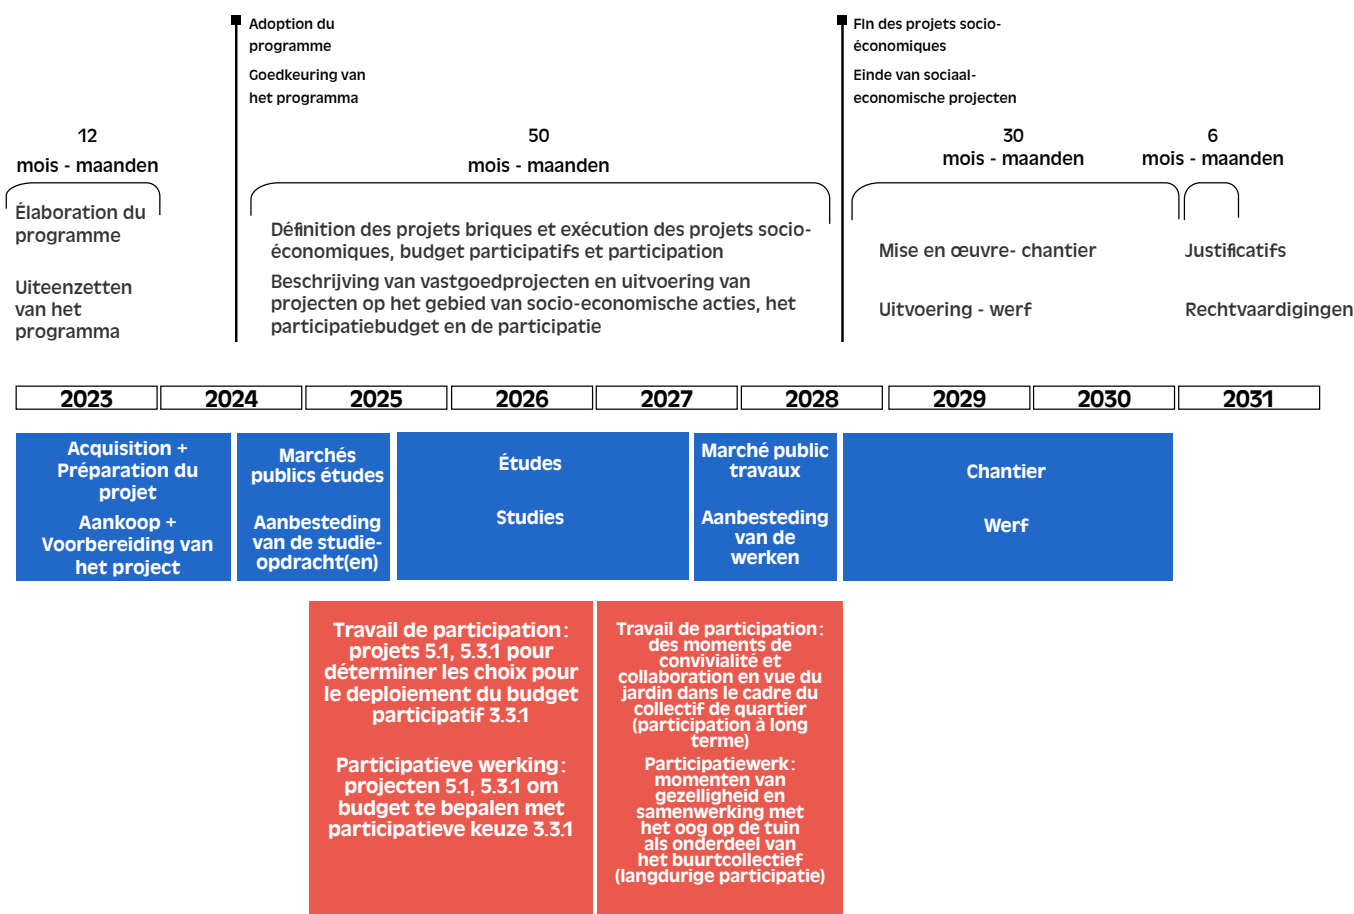 Adoption du
programme
Goedkeuring van
het programma
FIn des projets socio-
économiques
Einde van sociaal-
economische projecten
12
mois - maanden
50
mois - maanden
30
mois - maanden
6
mois - maanden
Élaboration du
programme
Uiteenzetten
van het
programma
Définition des projets briques et exécution des projets socio-
économiques, budget participatifs et participation
Beschrijving van vastgoedprojecten en uitvoering van
projecten op het gebied van socio-economische acties, het
participatiebudget en de participatie
Mise en œuvre- chantier
Uitvoering - werf
Justificatifs
Rechtvaardigingen
2023
2024
2025
2026
2027
2028
2029
2030
2031
Acquisition +
Préparation du
projet
Aankoop +
Voorbereiding van
het project
Marchés
publics études
Aanbesteding
van de studie-
opdracht(en)
Études
Studies
Marché public
travaux
Aanbesteding
van de
werken
Chantier
Werf
Travail de participation:
projets 5.1, 5.3.1 pour
déterminer les choix pour
le deploiement du budget
participatif 3.3.1
Participatieve werking:
projecten 5.1, 5.3.1 om
budget te bepalen met
participatieve keuze 3.3.1
Travail de participation:
des moments de
convivialité et
collaboration en vue du
jardin dans le cadre du
collectif de quartier
(participation à long
terme)
Participatiewerk:
momenten van
gezelligheid en
samenwerking met
het oog op de tuin
als onderdeel van
het buurtcollectief
(langdurige participatie)